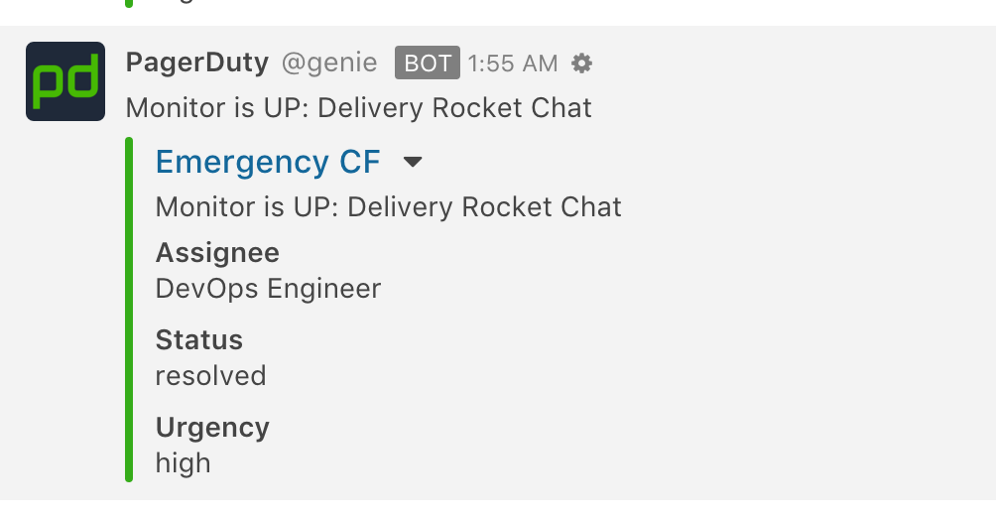 pd
PagerDuty @genie BOT 1:55 AM
Monitor is UP: Delivery Rocket Chat
Emergency CF
Monitor is UP: Delivery Rocket Chat
Assignee
DevOps Engineer
Status
resolved
Urgency
high